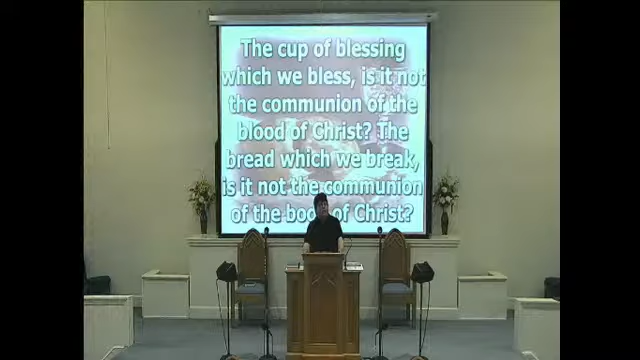 The cup of blessing
which we bless, is it not
the communion of the
blood of Christ? The
bread which we break,
is it not the communion
of the of Christ?